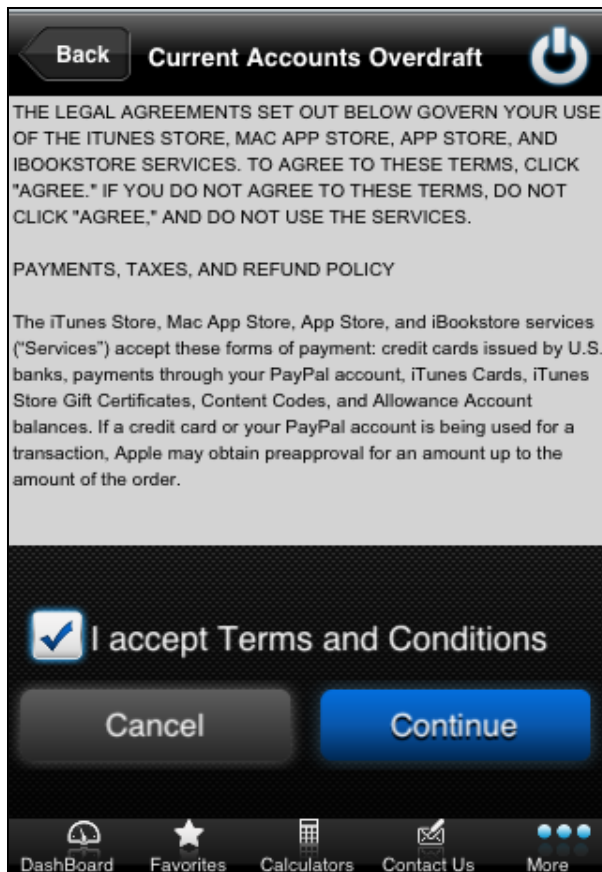 Back
Current Accounts Overdraft
THE LEGAL AGREEMENTS SET OUT BELOW GOVERN YOUR USE
OF THE ITUNES STORE, MAC APP STORE, APP STORE, AND
IBOOKSTORE SERVICES. TO AGREE TO THESE TERMS, CLICK
"AGREE." IF YOU DO NOT AGREE TO THESE TERMS, DO NOT
CLICK "AGREE," AND DO NOT USE THE SERVICES.
PAYMENTS, TAXES, AND REFUND POLICY
The iTunes Store, Mac App Store, App Store, and iBookstore services
("Services") accept these forms of payment: credit cards issued by U.S.
banks, payments through your PayPal account, iTunes Cards, iTunes
Store Gift Certificates, Content Codes, and Allowance Account
balances. If a credit card or your PayPal account is being used for a
transaction, Apple may obtain preapproval for an amount up to the
amount of the order.
I accept Terms and Conditions
Cancel
Continue
DashBoard
Favorites
Calculators
Contact Us
More